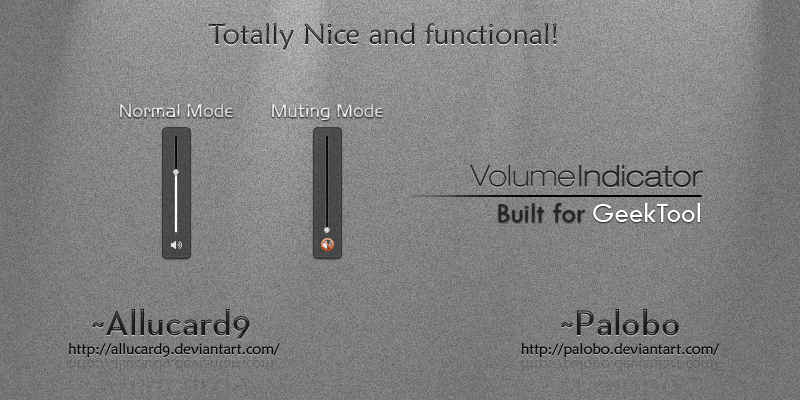 Totally Nice and functional!
Normal Mode
Muting Mode
VolumeIndicator
Built for GeekTool
~Allucard9
http://allucard9.deviantart.com/
~Palobo
http://palobo.deviantart.com/